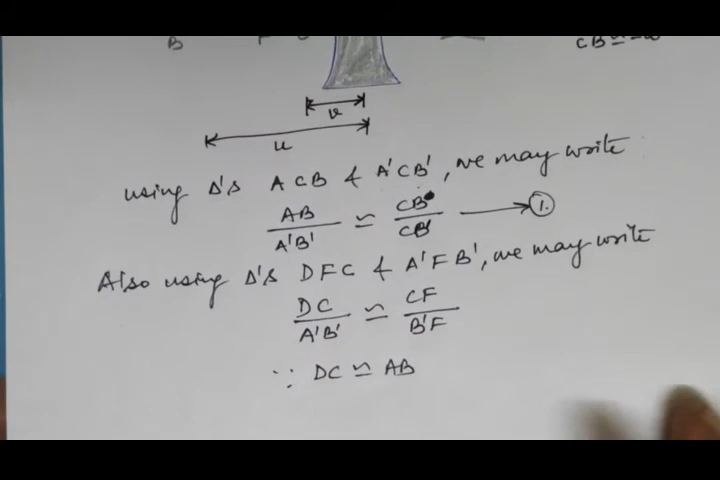 B
v
u
using Δ's ACB & A'CB', we may write
AB/A'B' ≃ CB/CB' → ①
Also using Δ's DFC & A'FB', we may write
DC/A'B' ≃ CF/B'F
∵ DC ≃ AB